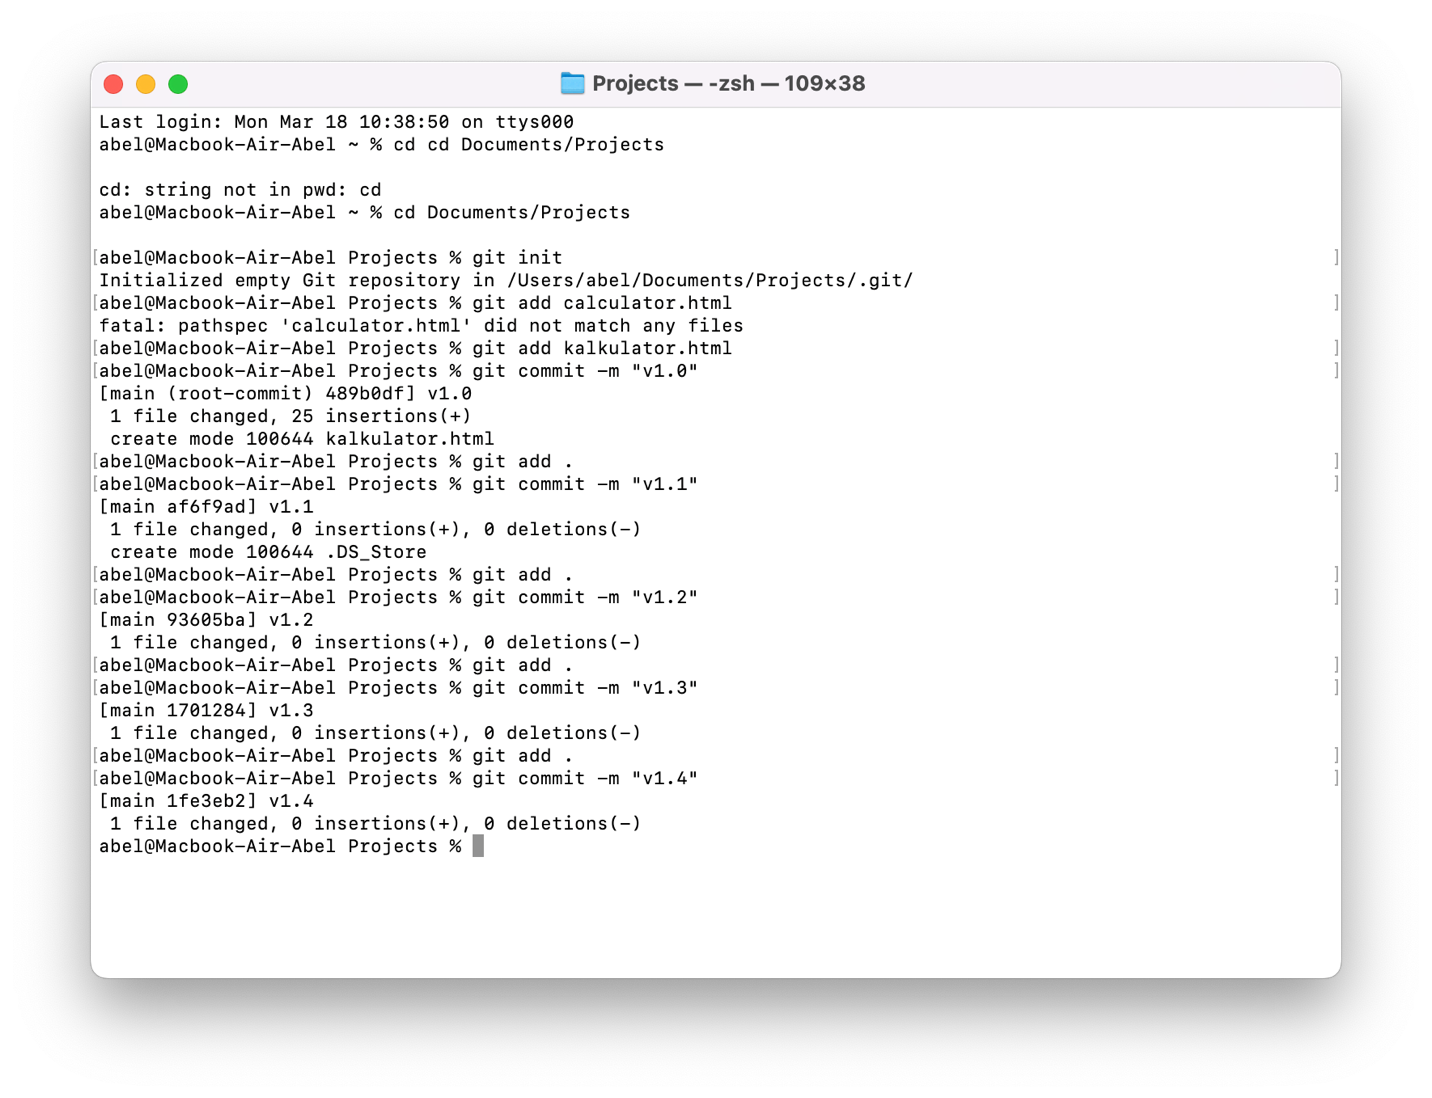 Projects — -zsh — 109×38
Last login: Mon Mar 18 10:38:50 on ttys000
abel@Macbook-Air-Abel ~ % cd cd Documents/Projects
cd: string not in pwd: cd
abel@Macbook-Air-Abel ~ % cd Documents/Projects
[abel@Macbook-Air-Abel Projects % git init ]
Initialized empty Git repository in /Users/abel/Documents/Projects/.git/
[abel@Macbook-Air-Abel Projects % git add calculator.html ]
fatal: pathspec 'calculator.html' did not match any files
[abel@Macbook-Air-Abel Projects % git add kalkulator.html ]
[abel@Macbook-Air-Abel Projects % git commit -m "v1.0" ]
[main (root-commit) 489b0df] v1.0
 1 file changed, 25 insertions(+)
 create mode 100644 kalkulator.html
[abel@Macbook-Air-Abel Projects % git add . ]
[abel@Macbook-Air-Abel Projects % git commit -m "v1.1" ]
[main af6f9ad] v1.1
 1 file changed, 0 insertions(+), 0 deletions(-)
 create mode 100644 .DS_Store
[abel@Macbook-Air-Abel Projects % git add . ]
[abel@Macbook-Air-Abel Projects % git commit -m "v1.2" ]
[main 93605ba] v1.2
 1 file changed, 0 insertions(+), 0 deletions(-)
[abel@Macbook-Air-Abel Projects % git add . ]
[abel@Macbook-Air-Abel Projects % git commit -m "v1.3" ]
[main 1701284] v1.3
 1 file changed, 0 insertions(+), 0 deletions(-)
[abel@Macbook-Air-Abel Projects % git add . ]
[abel@Macbook-Air-Abel Projects % git commit -m "v1.4" ]
[main 1fe3eb2] v1.4
 1 file changed, 0 insertions(+), 0 deletions(-)
abel@Macbook-Air-Abel Projects %